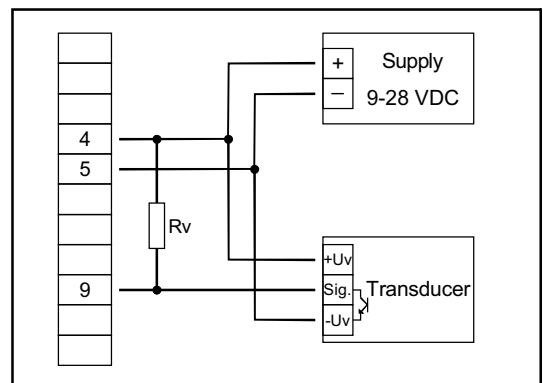 + Supply
– 9-28 VDC
4
5
Rv
+Uv
9 Sig. Transducer
-Uv